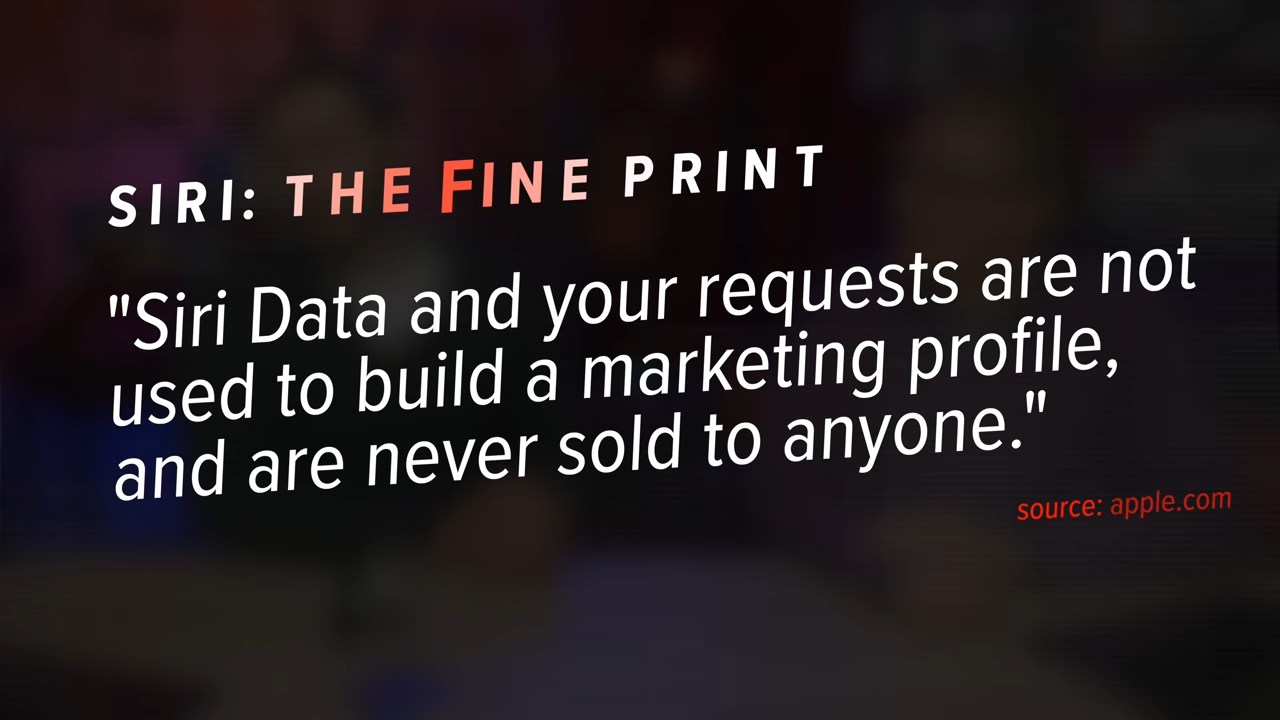 SIRI: THE FINE PRINT
"Siri Data and your requests are not
used to build a marketing profile,
and are never sold to anyone."
source: apple.com